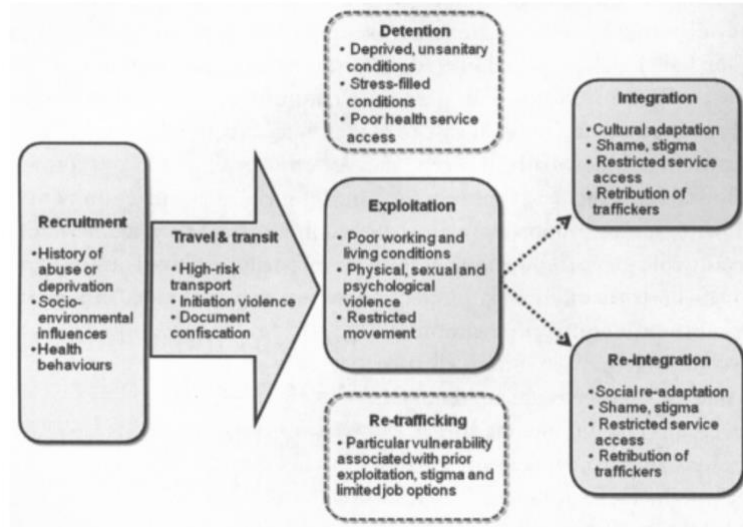 Recruitment
• History of
abuse or
deprivation
• Socio-
environmental
influences
• Health
behaviours
Travel & transit
• High-risk
transport
• Initiation violence
• Document
confiscation
Detention
• Deprived, unsanitary
conditions
• Stress-filled
conditions
• Poor health service
access
Exploitation
• Poor working and
living conditions
• Physical, sexual and
psychological
violence
• Restricted
movement
Re-trafficking
• Particular vulnerability
associated with prior
exploitation, stigma and
limited job options
Integration
• Cultural adaptation
• Shame, stigma
• Restricted service
access
• Retribution of
traffickers
Re-integration
• Social re-adaptation
• Shame, stigma
• Restricted service
access
• Retribution of
traffickers